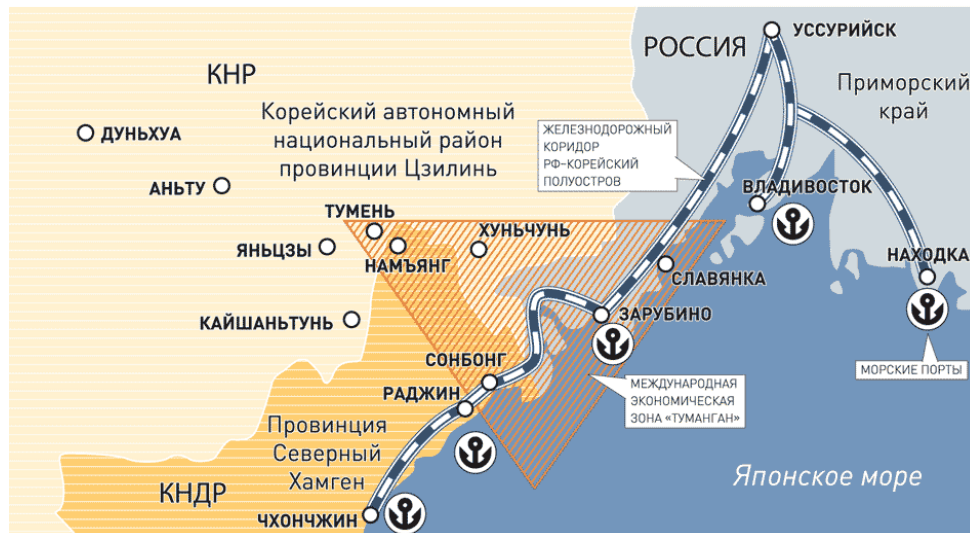 УССУРИЙСК
РОССИЯ
КНР
Приморский
край
Корейский автономный
национальный район
провинции Цзилинь
ДУНЬХУА
ЖЕЛЕЗНОДОРОЖНЫЙ
КОРИДОР
РФ–КОРЕЙСКИЙ
ПОЛУОСТРОВ
АНЬТУ
ВЛАДИВОСТОК
ТУМЕНЬ
ХУНЬЧУНЬ
ЯНЬЦЗЫ
НАМЪЯНГ
НАХОДКА
СЛАВЯНКА
КАЙШАНЬТУНЬ
ЗАРУБИНО
СОНБОНГ
МОРСКИЕ ПОРТЫ
РАДЖИН
МЕЖДУНАРОДНАЯ
ЭКОНОМИЧЕСКАЯ
ЗОНА «ТУМАНГАН»
Провинция
Северный
Хамген
Японское море
КНДР
ЧХОНЧЖИН